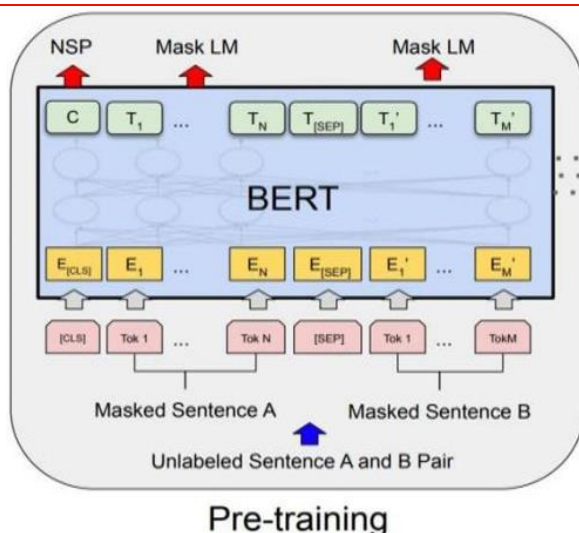 NSP Mask LM Mask LM
C T1 ... TN T[SEP] T1' ... TM'
BERT
E[CLS] E1 ... EN E[SEP] E1' ... EM'
[CLS] Tok 1 ... Tok N [SEP] Tok 1 ... TokM
Masked Sentence A Masked Sentence B
Unlabeled Sentence A and B Pair
Pre-training